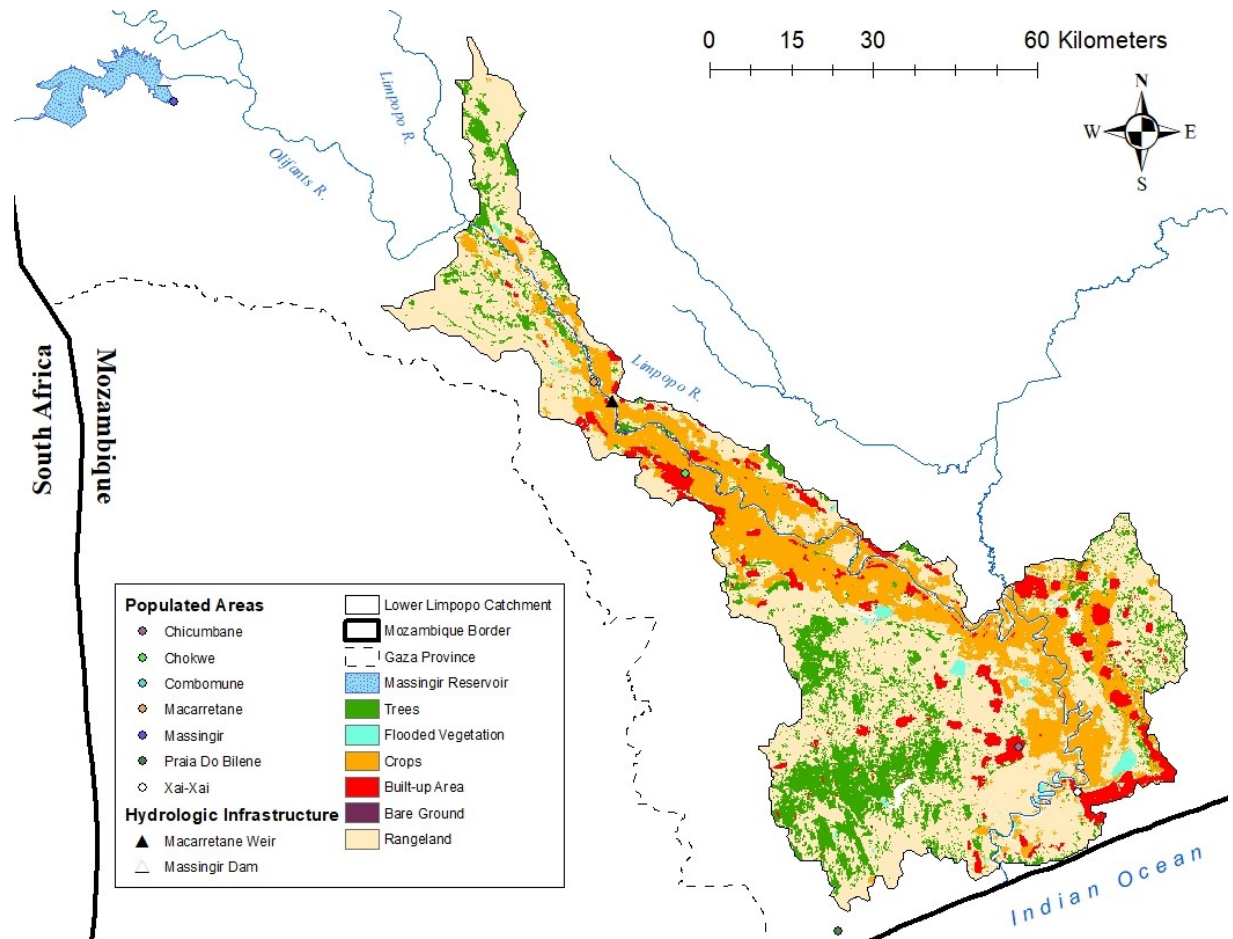 0 15 30 60 Kilometers
N
W E
S
Limpopo R.
Olifants R.
Limpopo R.
South Africa
Mozambique
Populated Areas
Chicumbane
Chokwe
Combomune
Macarretane
Massingir
Praia Do Bilene
Xai-Xai
Hydrologic Infrastructure
Macarretane Weir
Massingir Dam
Lower Limpopo Catchment
Mozambique Border
Gaza Province
Massingir Reservoir
Trees
Flooded Vegetation
Crops
Built-up Area
Bare Ground
Rangeland
Indian Ocean